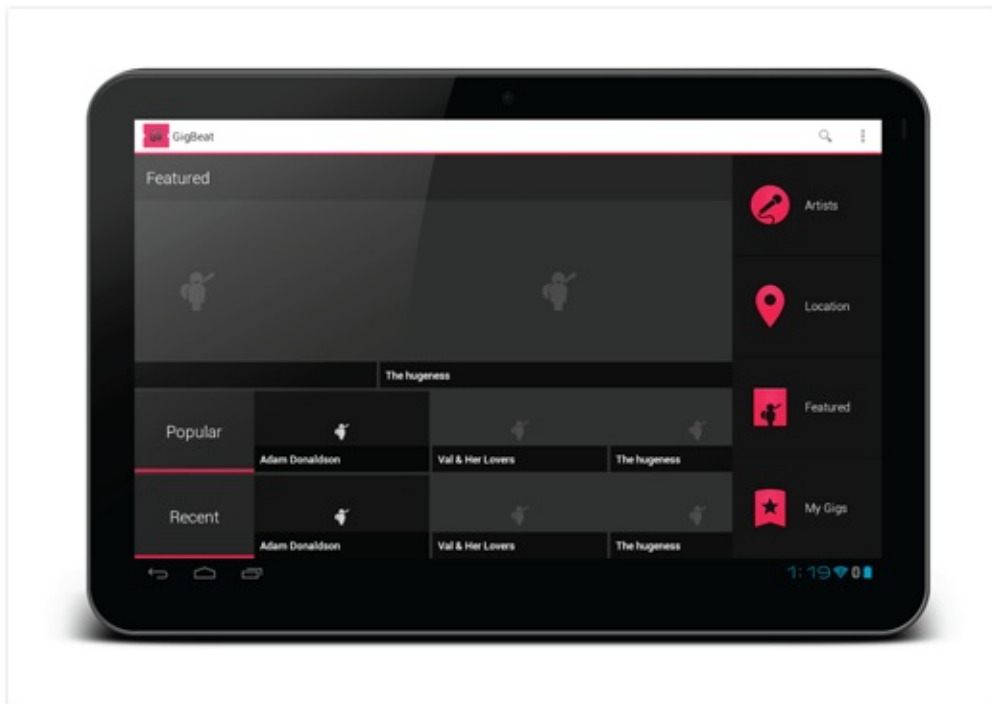 GigBeat
Featured
The hugeness
Popular
Adam Donaldson
Val & Her Lovers
The hugeness
Recent
Adam Donaldson
Val & Her Lovers
The hugeness
Artists
Location
Featured
My Gigs
1:19